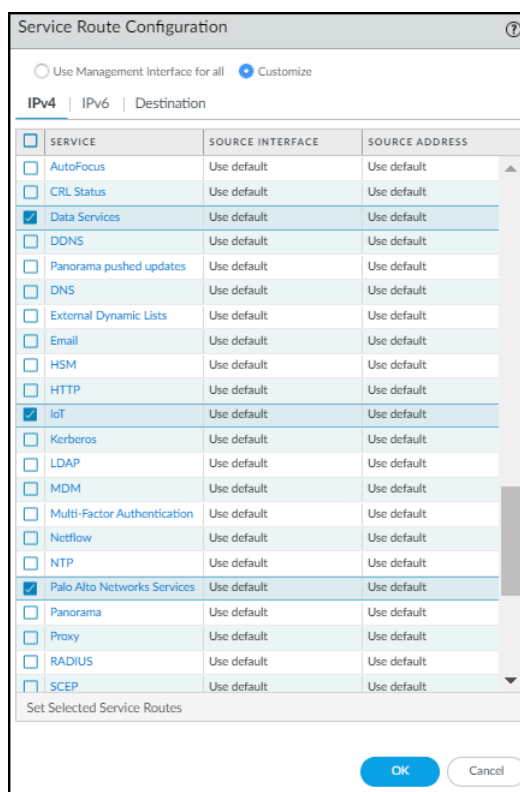 Service Route Configuration ?
Use Management Interface for all Customize
IPv4 | IPv6 | Destination
SERVICE SOURCE INTERFACE SOURCE ADDRESS
AutoFocus Use default Use default
CRL Status Use default Use default
Data Services Use default Use default
DDNS Use default Use default
Panorama pushed updates Use default Use default
DNS Use default Use default
External Dynamic Lists Use default Use default
Email Use default Use default
HSM Use default Use default
HTTP Use default Use default
IoT Use default Use default
Kerberos Use default Use default
LDAP Use default Use default
MDM Use default Use default
Multi-Factor Authentication Use default Use default
Netflow Use default Use default
NTP Use default Use default
Palo Alto Networks Services Use default Use default
Panorama Use default Use default
Proxy Use default Use default
RADIUS Use default Use default
SCEP Use default Use default
Set Selected Service Routes
OK Cancel